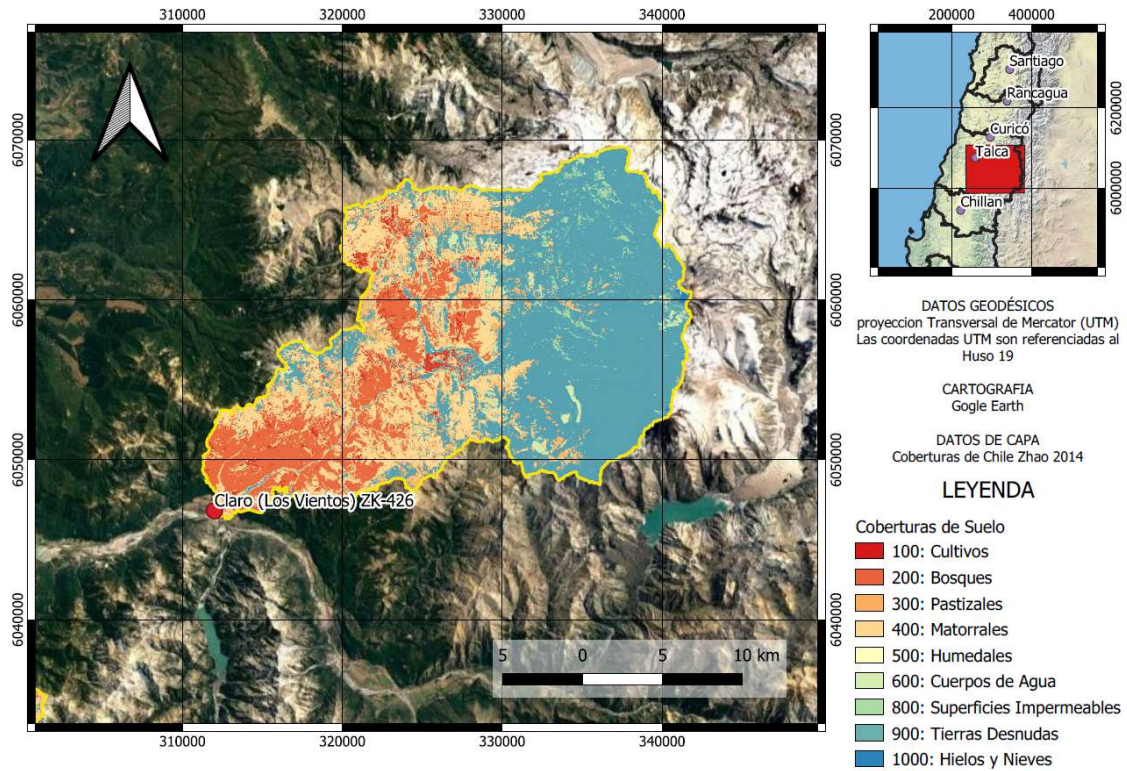 310000 320000 330000 340000
6070000
6060000
6050000
6040000
6070000
6060000
6050000
6040000
Claro (Los Vientos) ZK-426
5 0 5 10 km
310000 320000 330000 340000
200000 400000
Santiago
Rancagua
Curicó
Talca
Chillan
6200000
6000000
DATOS GEODÉSICOS
proyeccion Transversal de Mercator (UTM)
Las coordenadas UTM son referenciadas al
Huso 19
CARTOGRAFIA
Gogle Earth
DATOS DE CAPA
Coberturas de Chile Zhao 2014
LEYENDA
Coberturas de Suelo
100: Cultivos
200: Bosques
300: Pastizales
400: Matorrales
500: Humedales
600: Cuerpos de Agua
800: Superficies Impermeables
900: Tierras Desnudas
1000: Hielos y Nieves